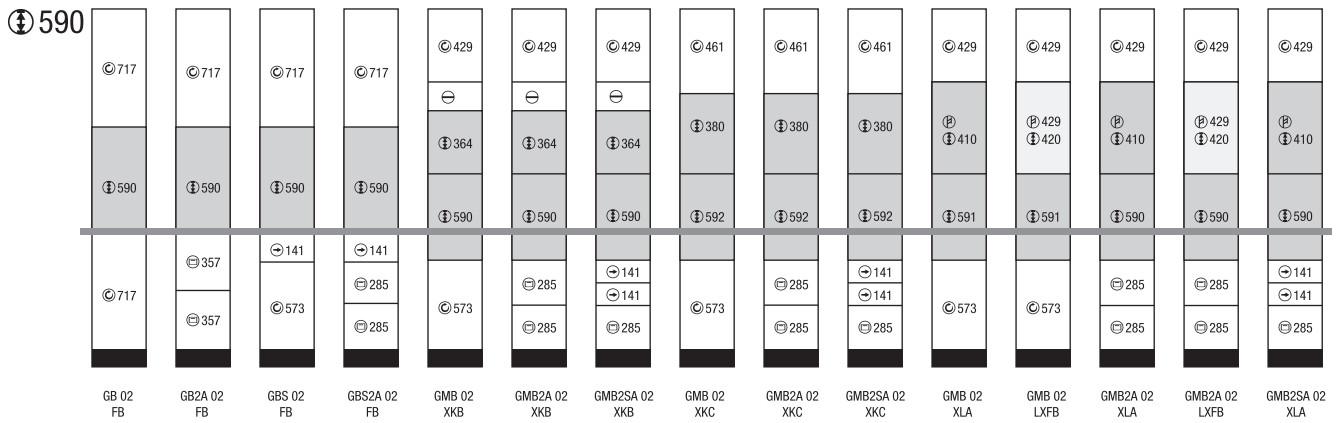 590
717 717 717 717 429 429 429 461 461 461 429 429 429 429 429
364 364 364 380 380 380 410 429 410 429 410
420 420
590 590 590 590 590 590 590 592 592 592 591 591 590 590 590
717 357 141 141 573 285 141 573 285 141 573 573 285 285 141
357 573 285 285 141 285 141 285 285 141
285 285 285 285
GB 02 GB2A 02 GBS 02 GBS2A 02 GMB 02 GMB2A 02 GMB2SA 02 GMB 02 GMB2A 02 GMB2SA 02 GMB 02 GMB 02 GMB2A 02 GMB2A 02 GMB2SA 02
FB FB FB FB XKB XKB XKB XKC XKC XKC XLA LXFB XLA LXFB XLA